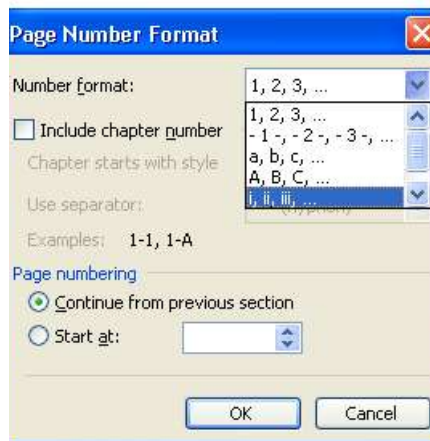 Page Number Format
Number format: 1, 2, 3, ...
1, 2, 3, ...
- 1 -, - 2 -, - 3 -, ...
a, b, c, ...
A, B, C, ...
i, ii, iii, ...
Include chapter number
Chapter starts with style
Use separator: (hyphen)
Examples: 1-1, 1-A
Page numbering
Continue from previous section
Start at:
OK Cancel